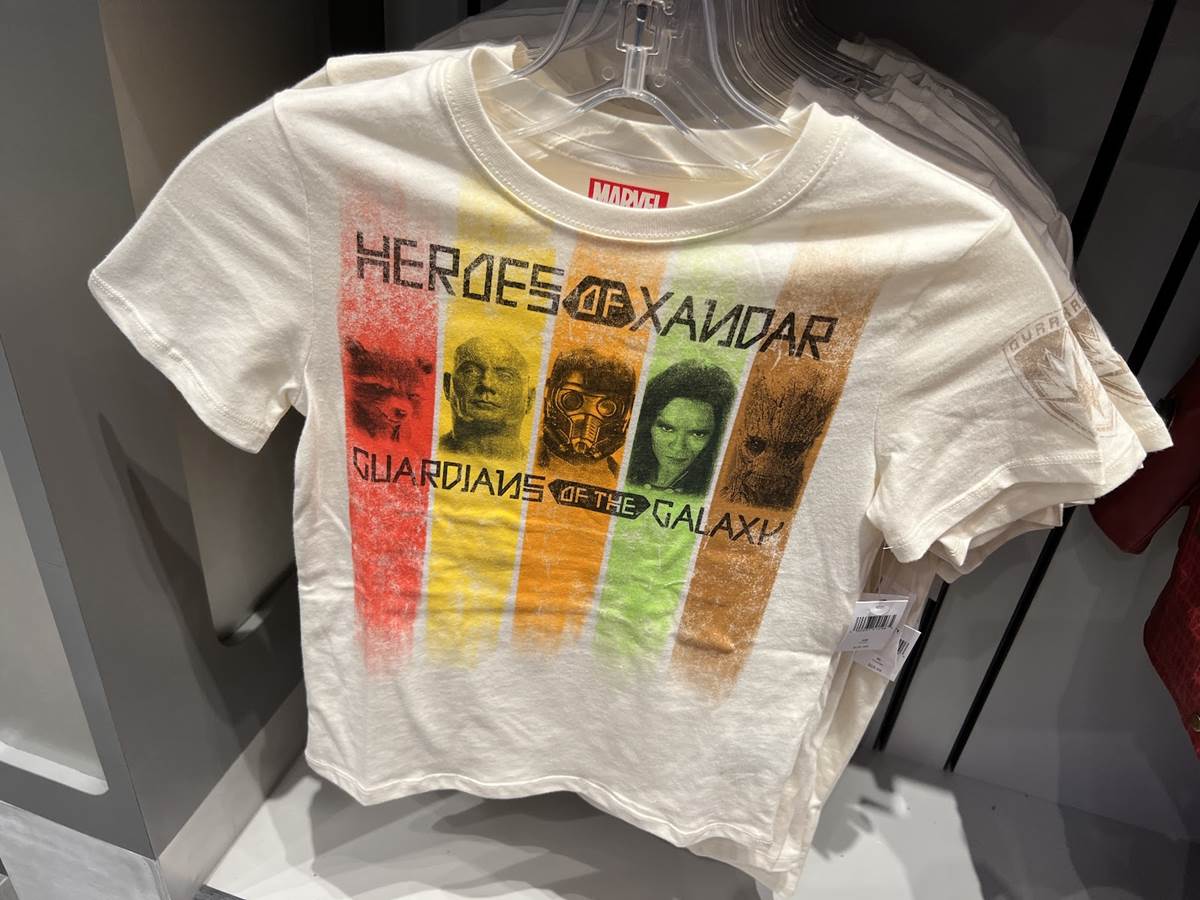 MARVEL
HEROES OF XANDAR
GUARDIANS OF THE GALAXY